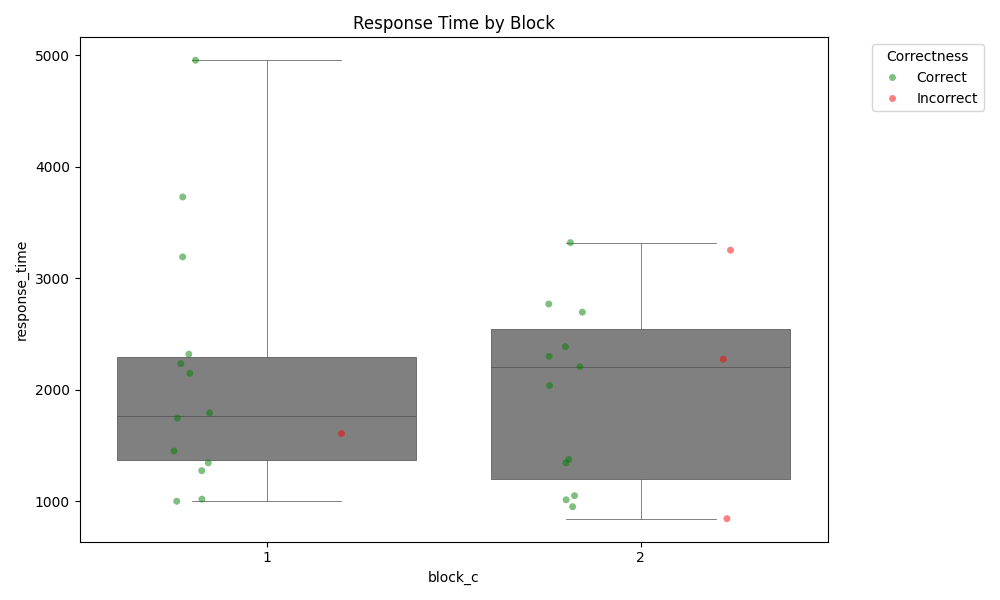 Response Time by Block
Correctness
Correct
Incorrect
response_time
5000
4000
3000
2000
1000
1
2
block_c